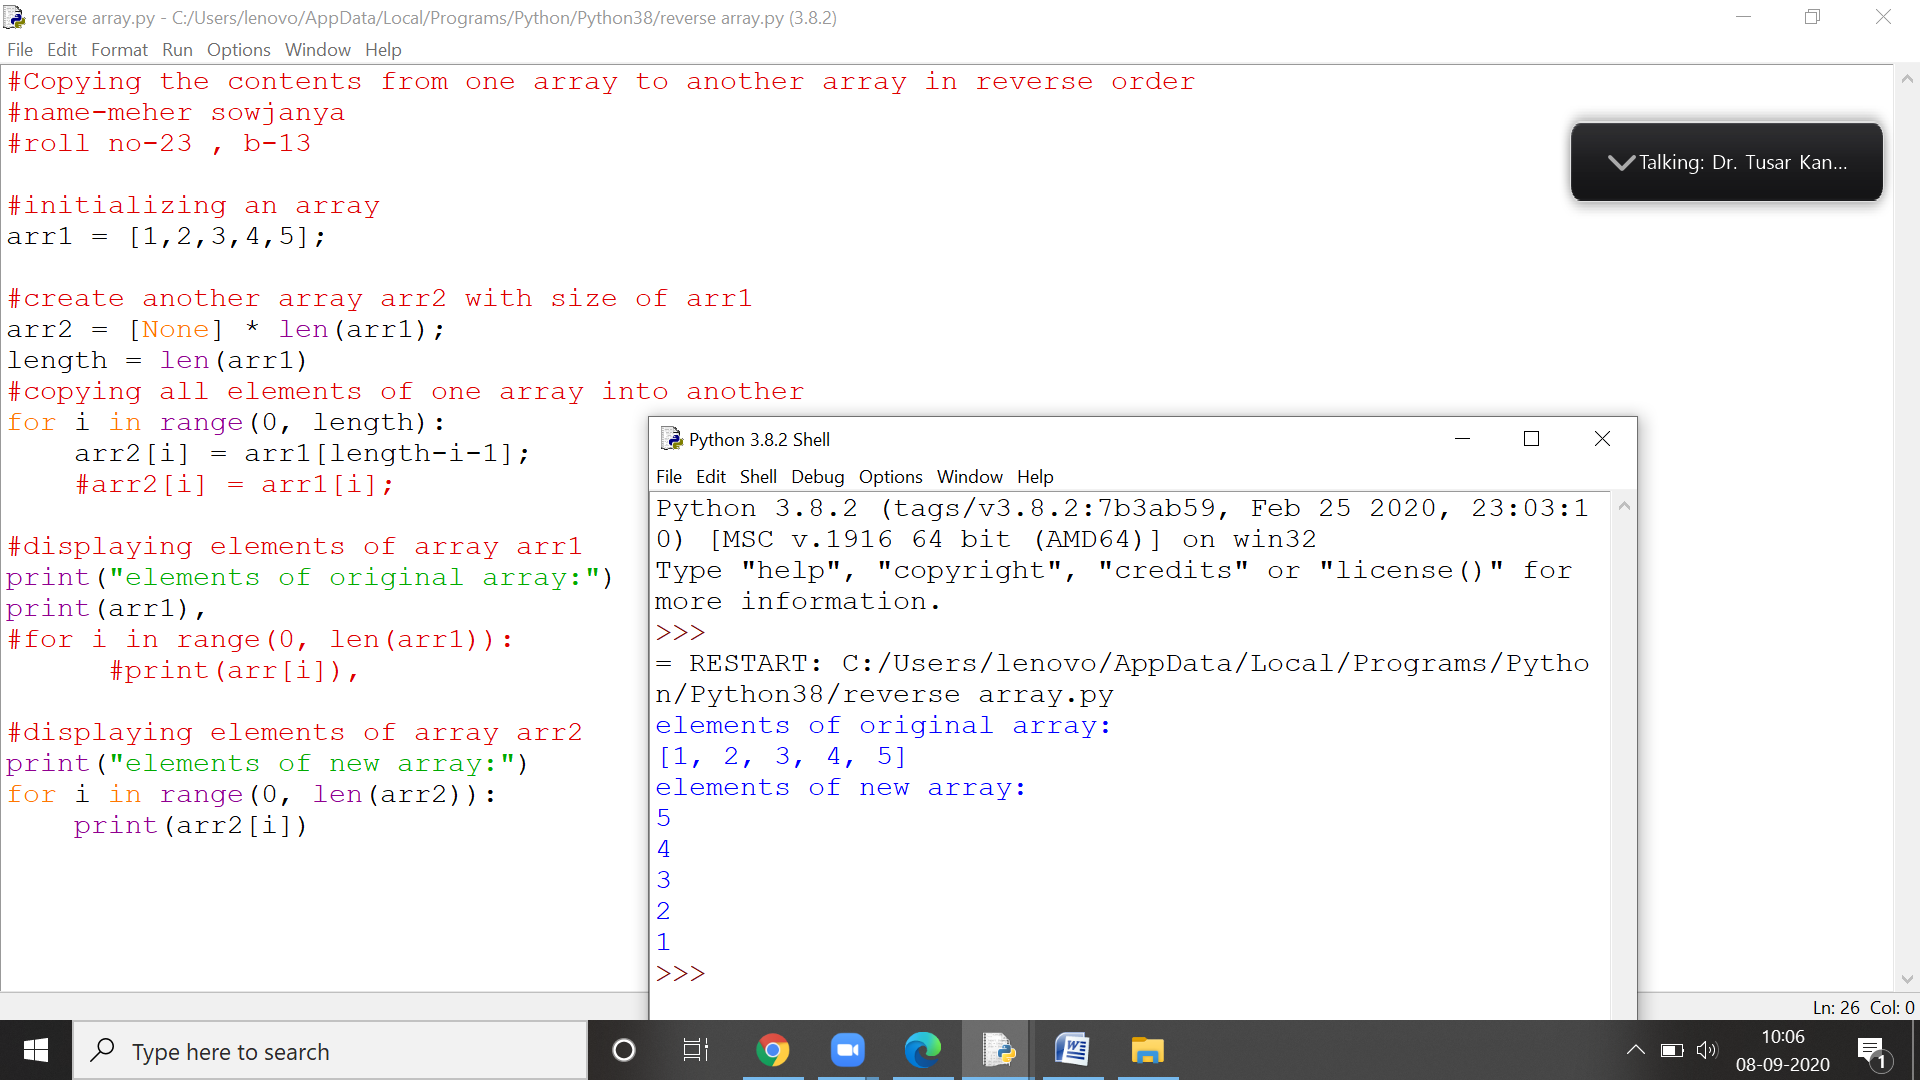 reverse array.py - C:/Users/lenovo/AppData/Local/Programs/Python/Python38/reverse array.py (3.8.2)
File Edit Format Run Options Window Help
#Copying the contents from one array to another array in reverse order
#name-meher sowjanya
#roll no-23 , b-13
#initializing an array
arr1 = [1,2,3,4,5];
#create another array arr2 with size of arr1
arr2 = [None] * len(arr1);
length = len(arr1)
#copying all elements of one array into another
for i in range(0, length):
    arr2[i] = arr1[length-i-1];
    #arr2[i] = arr1[i];
#displaying elements of array arr1
print("elements of original array:")
print(arr1),
#for i in range(0, len(arr1)):
      #print(arr[i]),
#displaying elements of array arr2
print("elements of new array:")
for i in range(0, len(arr2)):
    print(arr2[i])
Talking: Dr. Tusar Kan...
Python 3.8.2 Shell
File Edit Shell Debug Options Window Help
Python 3.8.2 (tags/v3.8.2:7b3ab59, Feb 25 2020, 23:03:1
0) [MSC v.1916 64 bit (AMD64)] on win32
Type "help", "copyright", "credits" or "license()" for
more information.
>>>
= RESTART: C:/Users/lenovo/AppData/Local/Programs/Pytho
n/Python38/reverse array.py
elements of original array:
[1, 2, 3, 4, 5]
elements of new array:
5
4
3
2
1
>>>
Ln: 26 Col: 0
Type here to search
W
10:06
08-09-2020
1